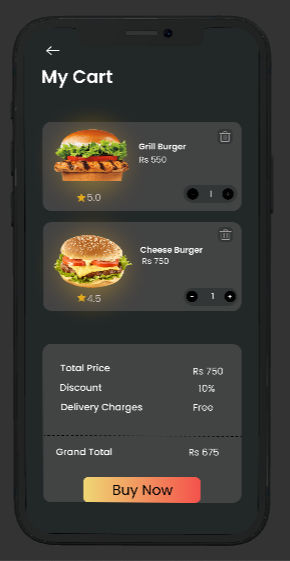 My Cart
Grill Burger
Rs 550
5.0
- 1 +
Cheese Burger
Rs 750
4.5
- 1 +
Total Price Rs 750
Discount 10%
Delivery Charges Free
Grand Total Rs 675
Buy Now